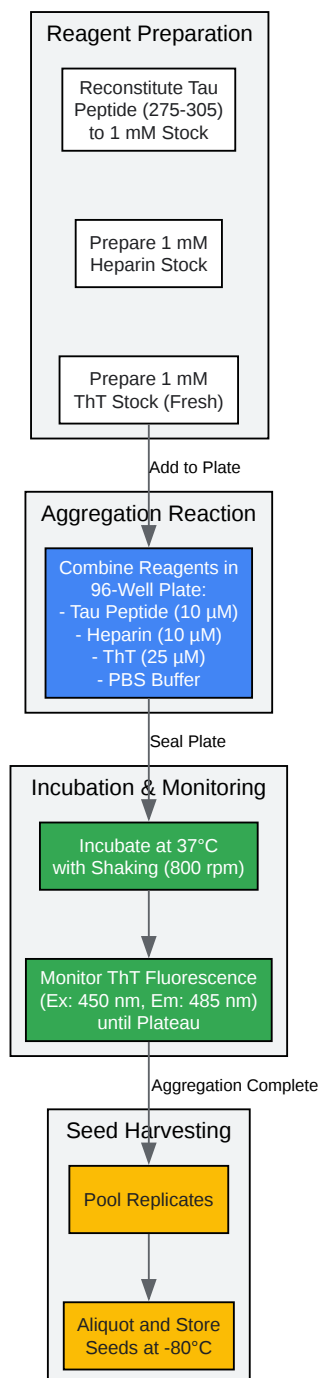 Reagent Preparation
Reconstitute Tau
Peptide (275-305)
to 1 mM Stock
Prepare 1 mM
Heparin Stock
Prepare 1 mM
ThT Stock (Fresh)
Add to Plate
Aggregation Reaction
Combine Reagents in
96-Well Plate:
- Tau Peptide (10 µM)
- Heparin (10 µM)
- ThT (25 µM)
- PBS Buffer
Seal Plate
Incubation & Monitoring
Incubate at 37°C
with Shaking (800 rpm)
Monitor ThT Fluorescence
(Ex: 450 nm, Em: 485 nm)
until Plateau
Aggregation Complete
Seed Harvesting
Pool Replicates
Aliquot and Store
Seeds at -80°C